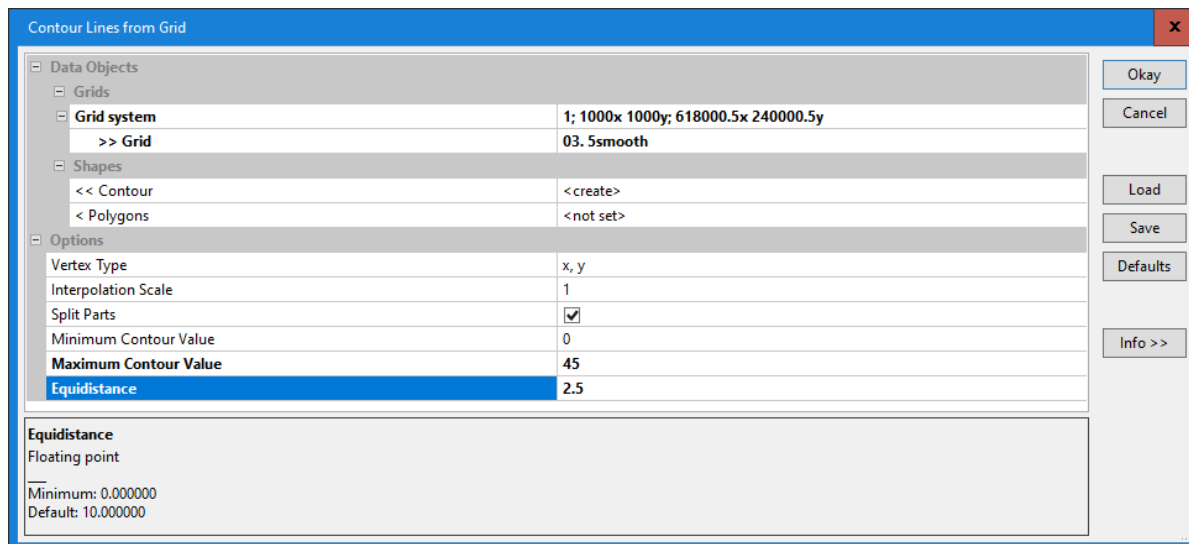 Contour Lines from Grid
x
Data Objects
Grids
Grid system 1; 1000x 1000y; 618000.5x 240000.5y
>> Grid 03. 5smooth
Shapes
<< Contour <create>
< Polygons <not set>
Options
Vertex Type x, y
Interpolation Scale 1
Split Parts
Minimum Contour Value 0
Maximum Contour Value 45
Equidistance 2.5
Okay
Cancel
Load
Save
Defaults
Info >>
Equidistance
Floating point
__
Minimum: 0.000000
Default: 10.000000